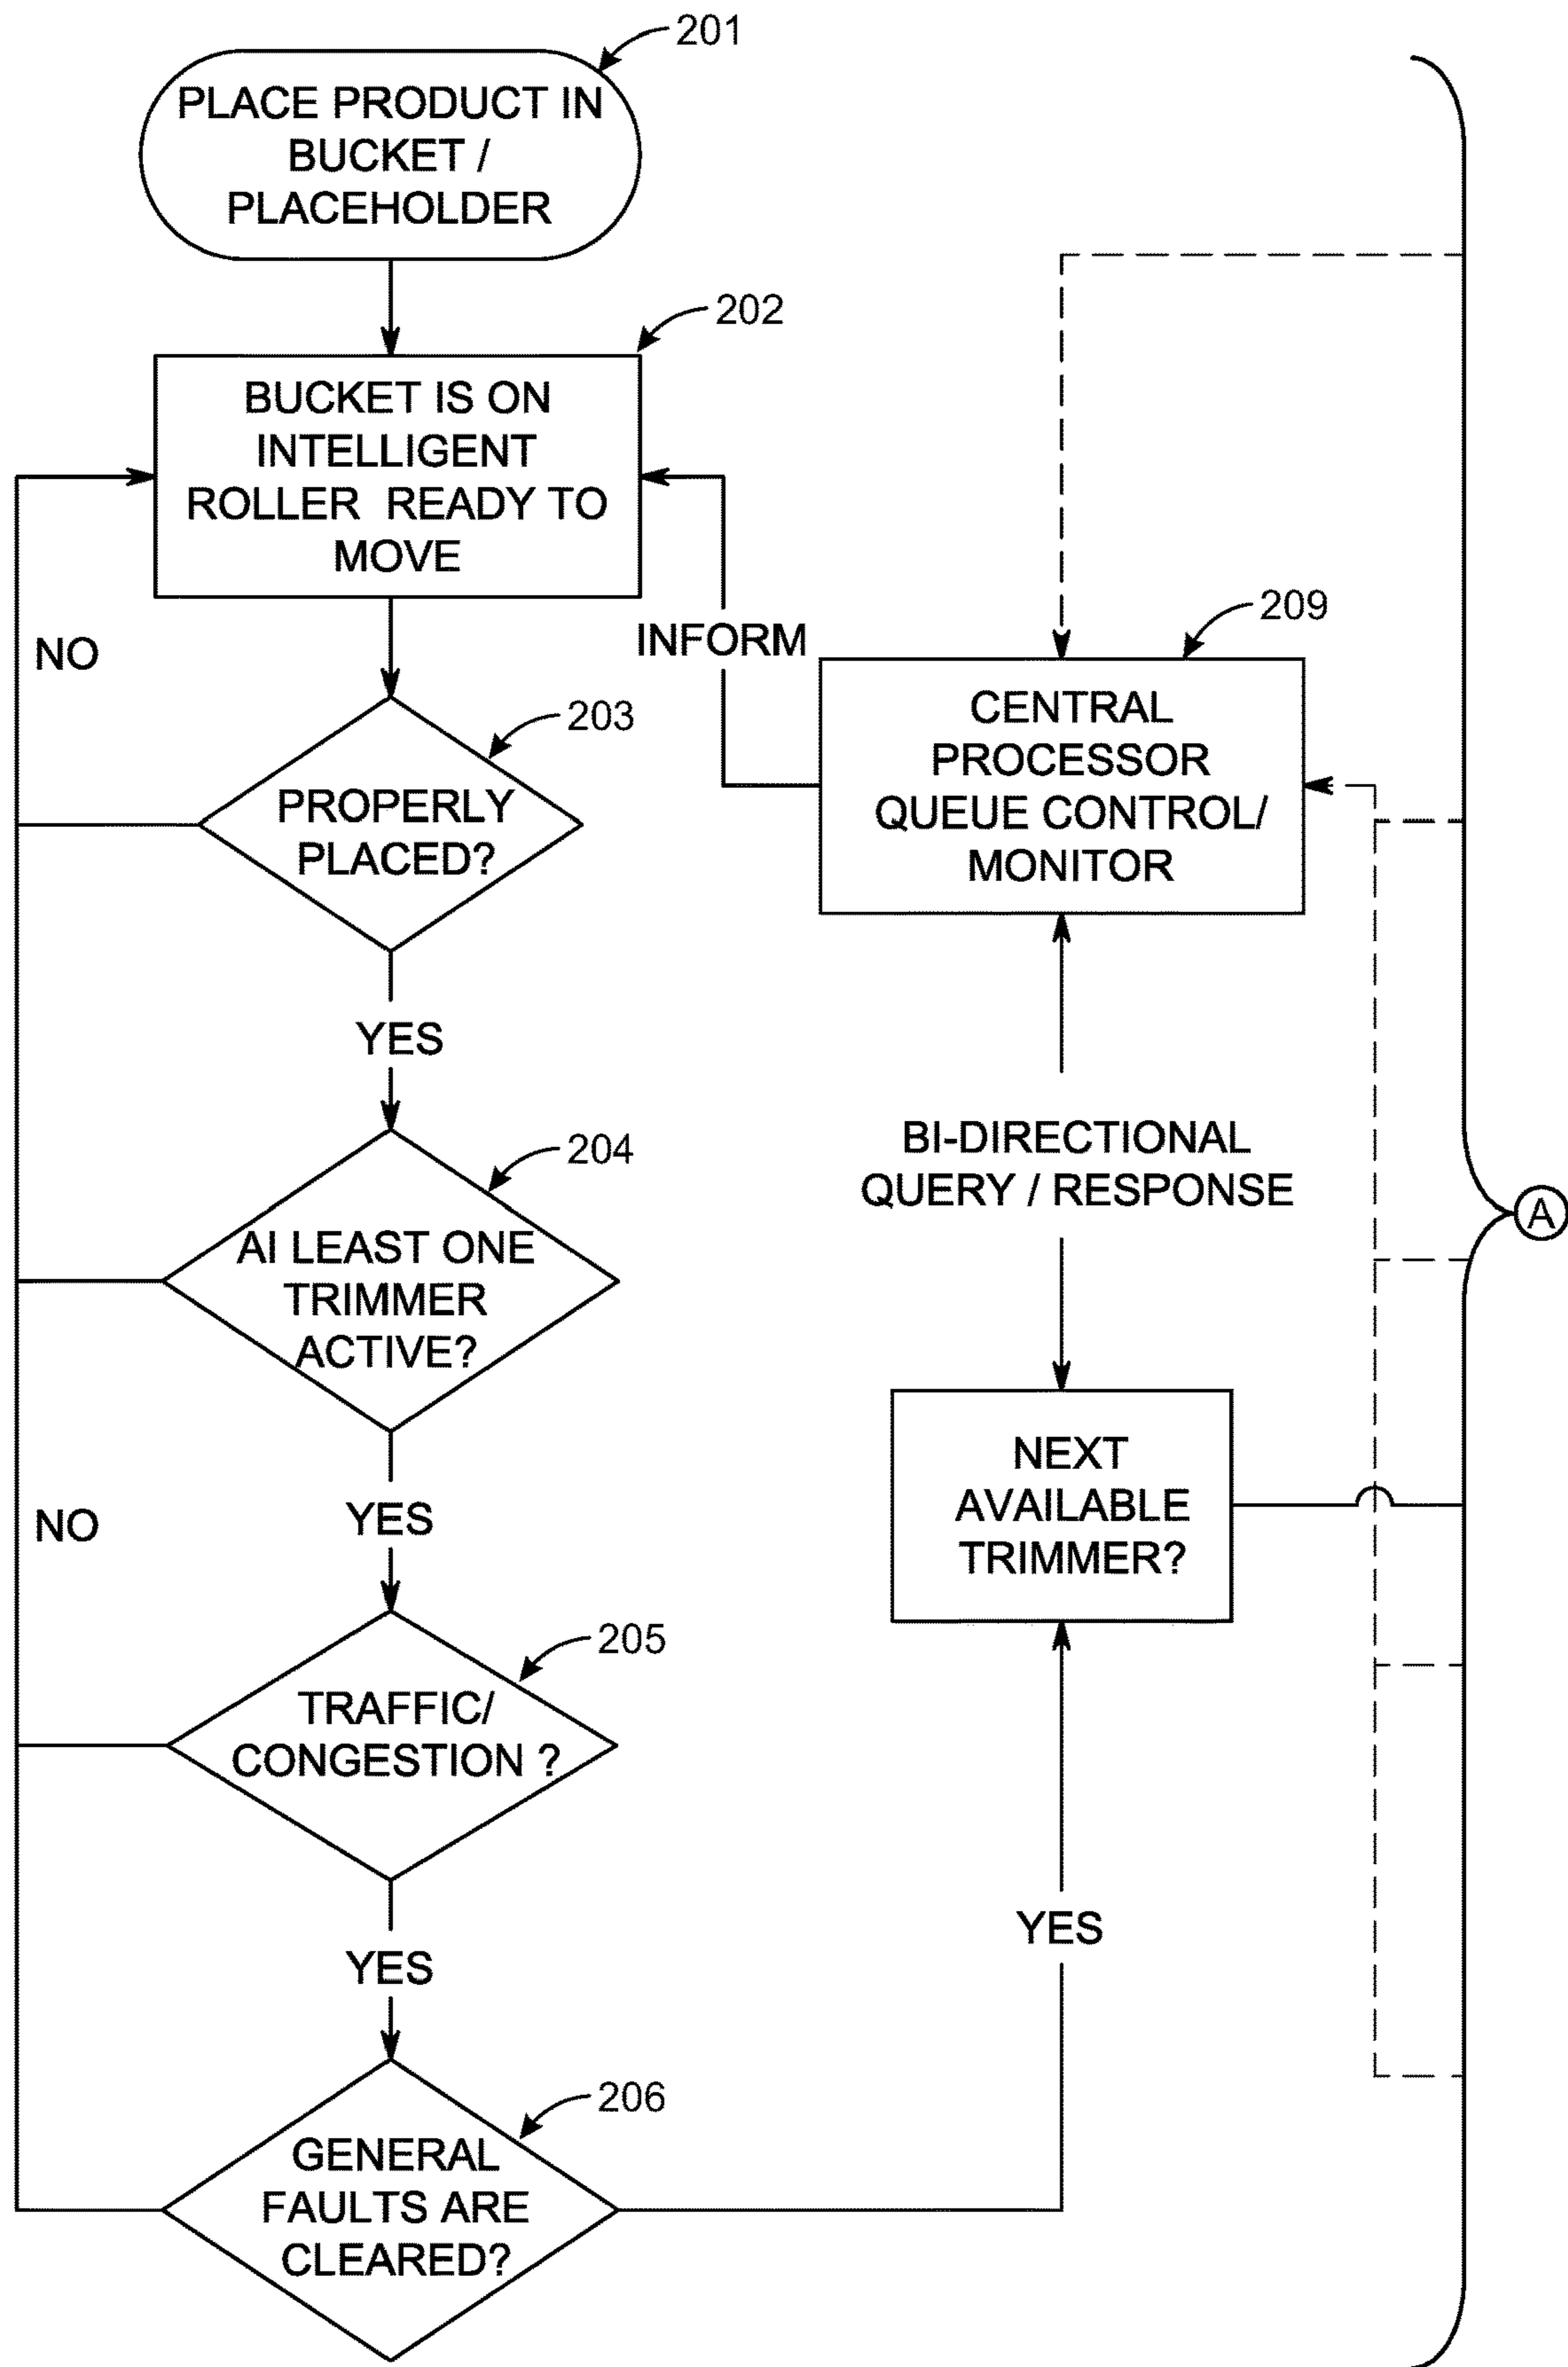 201
PLACE PRODUCT IN
BUCKET /
PLACEHOLDER
202
BUCKET IS ON
INTELLIGENT
ROLLER READY TO
MOVE
NO
INFORM
209
CENTRAL
PROCESSOR
QUEUE CONTROL/
MONITOR
203
PROPERLY
PLACED?
YES
204
AI LEAST ONE
TRIMMER
ACTIVE?
BI-DIRECTIONAL
QUERY / RESPONSE
A
NO
YES
NEXT
AVAILABLE
TRIMMER?
205
TRAFFIC/
CONGESTION ?
YES
YES
206
GENERAL
FAULTS ARE
CLEARED?